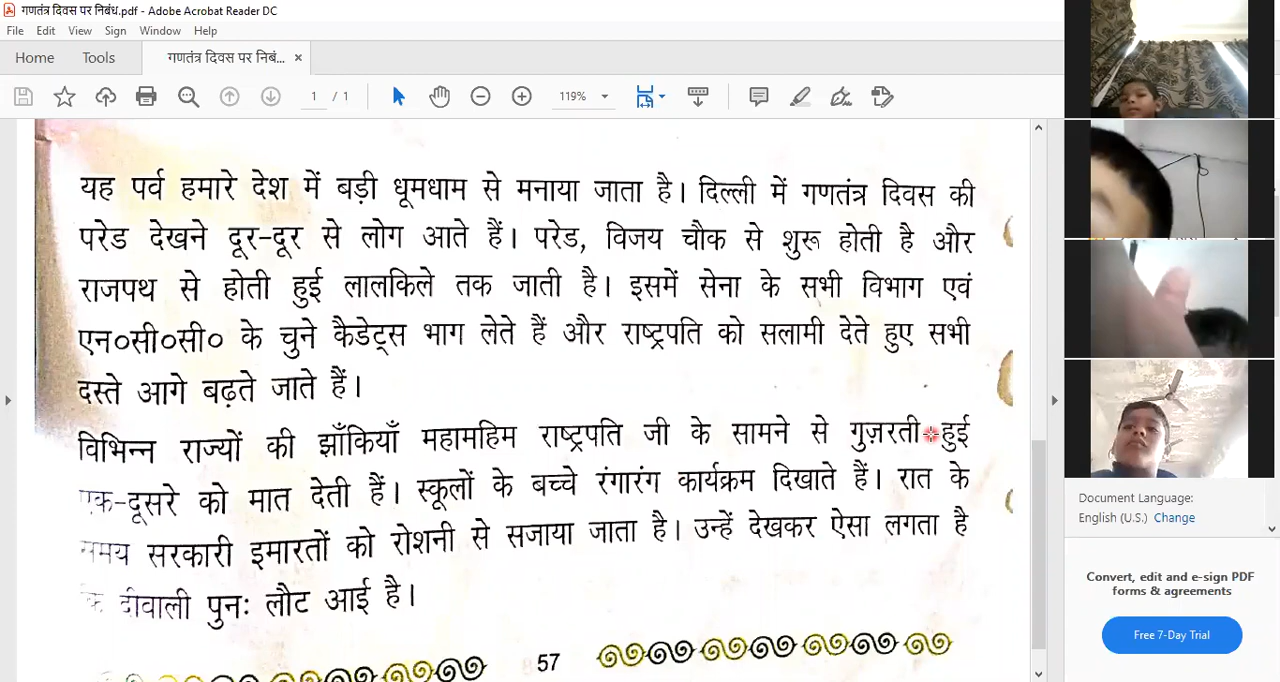 गणतंत्र दिवस पर निबंध.pdf - Adobe Acrobat Reader DC
File Edit View Sign Window Help
Home Tools गणतंत्र दिवस पर निबं... ×
1 / 1 119%
यह पर्व हमारे देश में बड़ी धूमधाम से मनाया जाता है। दिल्ली में गणतंत्र दिवस की
परेड देखने दूर-दूर से लोग आते हैं। परेड, विजय चौक से शुरू होती है और
राजपथ से होती हुई लालकिले तक जाती है। इसमें सेना के सभी विभाग एवं
एन०सी०सी० के चुने कैडेट्स भाग लेते हैं और राष्ट्रपति को सलामी देते हुए सभी
दस्ते आगे बढ़ते जाते हैं।
विभिन्न राज्यों की झाँकियाँ महामहिम राष्ट्रपति जी के सामने से गुज़रती हुई
एक-दूसरे को मात देती हैं। स्कूलों के बच्चे रंगारंग कार्यक्रम दिखाते हैं। रात के
समय सरकारी इमारतों को रोशनी से सजाया जाता है। उन्हें देखकर ऐसा लगता है
कि दीवाली पुनः लौट आई है।
57
Document Language:
English (U.S.) Change
Convert, edit and e-sign PDF
forms & agreements
Free 7-Day Trial